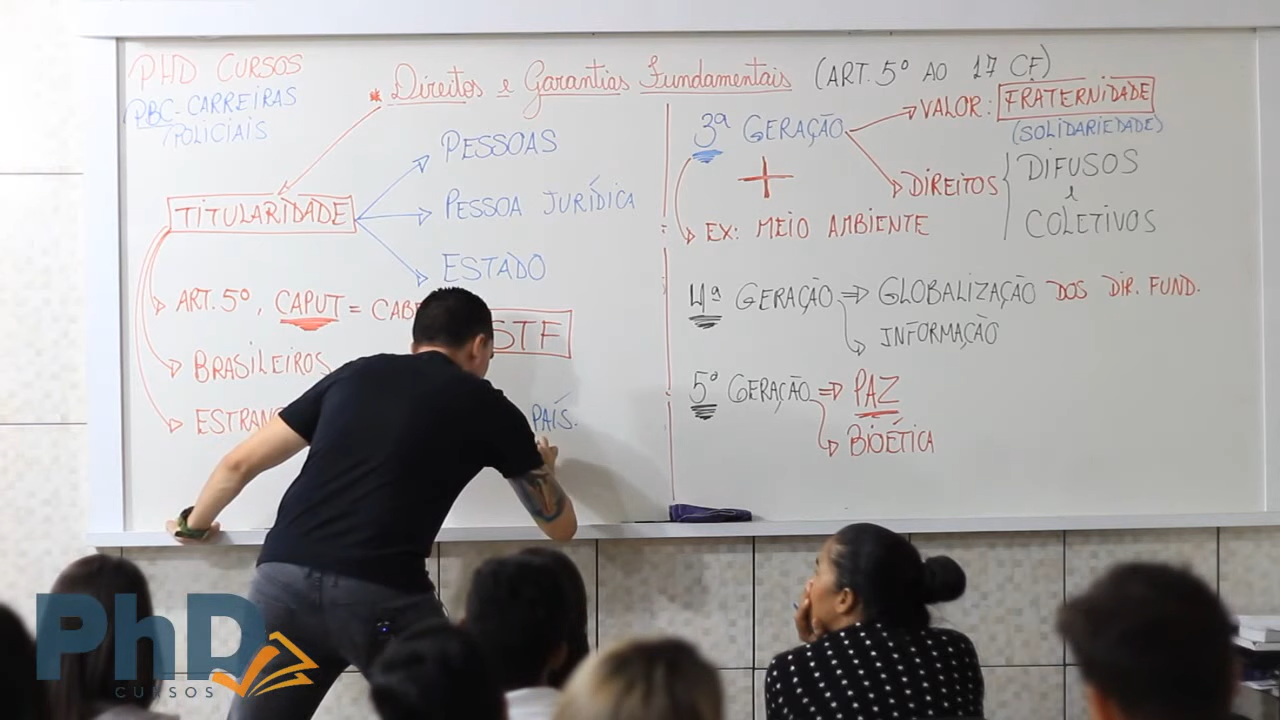 PHD CURSOS
PBC-CARREIRAS
POLICIAIS
* Direitos e Garantias Fundamentais (ART. 5º AO 17 CF)
TITULARIDADE
PESSOAS
PESSOA JURÍDICA
ESTADO
ART. 5º, CAPUT =
STF
BRASILEIROS
PAÍS.
3ª GERAÇÃO
VALOR: FRATERNIDADE
(SOLIDARIEDADE)
+
DIREITOS
DIFUSOS
e
COLETIVOS
EX: MEIO AMBIENTE
4ª GERAÇÃO => GLOBALIZAÇÃO DOS DIR. FUND.
INFORMAÇÃO
5º GERAÇÃO => PAZ
BIOÉTICA
PhD
CURSOS